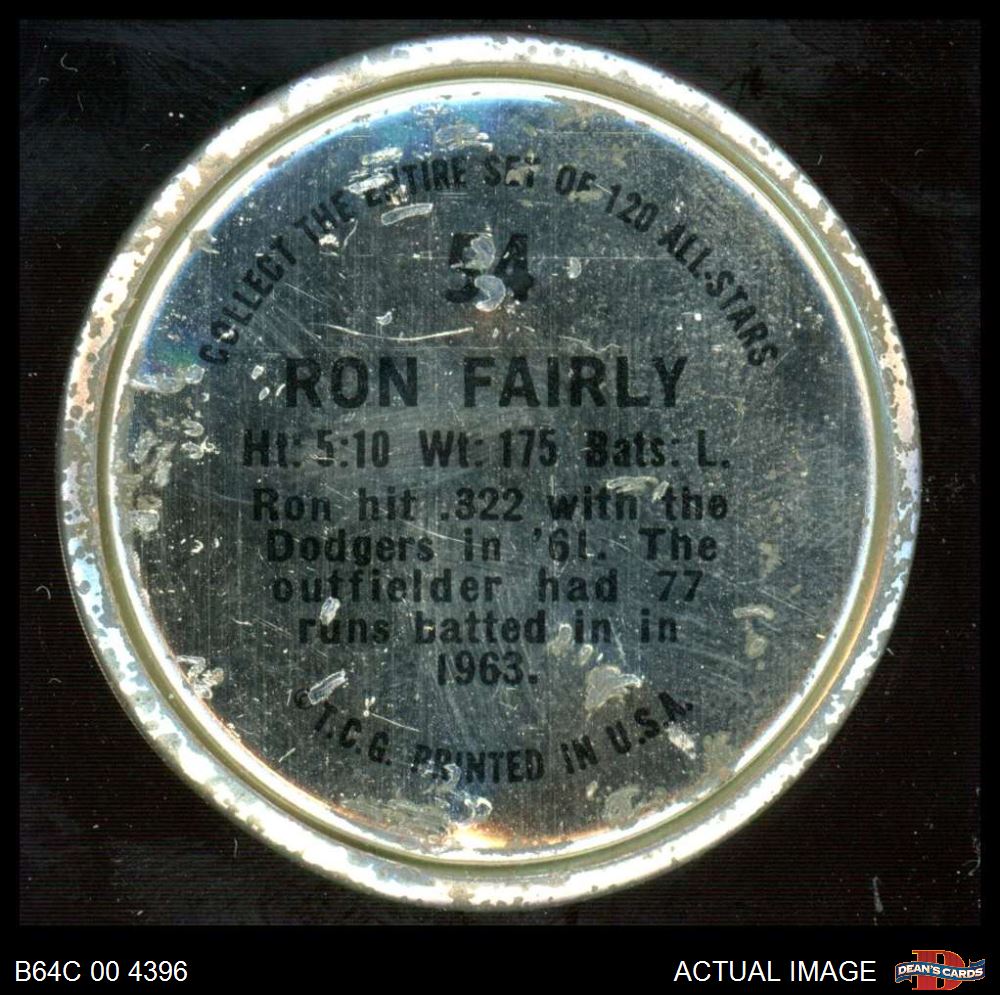 COLLECT THE ENTIRE SET OF 120 ALL-STARS
54
RON FAIRLY
Ht.: 5:10 Wt.: 175 Bats: L.
Ron hit .322 with the
Dodgers in '61. The
outfielder had 77
runs batted in in
1963.
© T.C.G. PRINTED IN U.S.A.
B64C 00 4396
ACTUAL IMAGE
DEAN'S CARDS